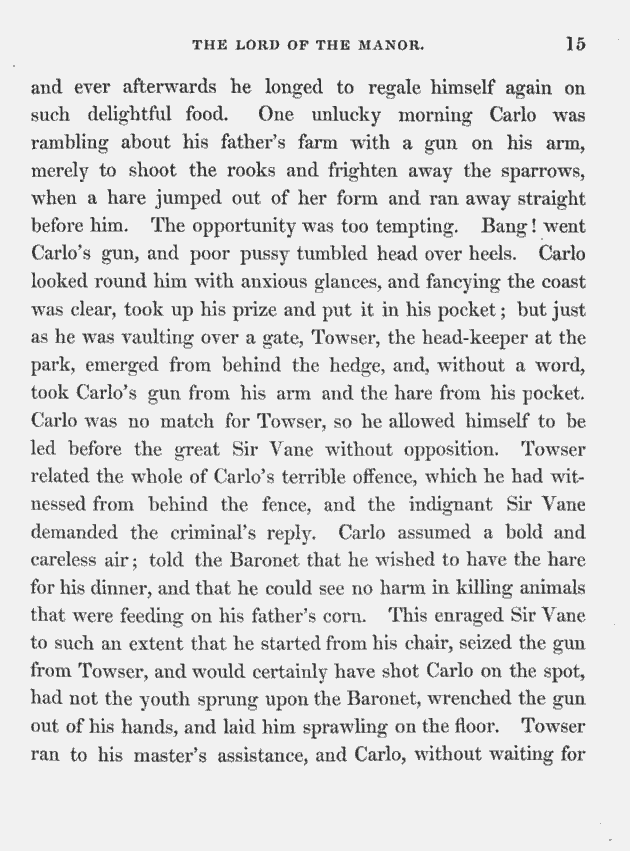 THE LORD OF THE MANOR. 15
and ever afterwards he longed to regale himself again on
such delightful food. One unlucky morning Carlo was
rambling about his father's farm with a gun on his arm,
merely to shoot the rooks and frighten away the sparrows,
when a hare jumped out of her form and ran away straight
before him. The opportunity was too tempting. Bang! went
Carlo's gun, and poor pussy tumbled head over heels. Carlo
looked round him with anxious glances, and fancying the coast
was clear, took up his prize and put it in his pocket; but just
as he was vaulting over a gate, Towser, the head-keeper at the
park, emerged from behind the hedge, and, without a word,
took Carlo's gun from his arm and the hare from his pocket.
Carlo was no match for Towser, so he allowed himself to be
led before the great Sir Vane without opposition. Towser
related the whole of Carlo's terrible offence, which he had wit-
nessed from behind the fence, and the indignant Sir Vane
demanded the criminal's reply. Carlo assumed a bold and
careless air; told the Baronet that he wished to have the hare
for his dinner, and that he could see no harm in killing animals
that were feeding on his father's corn. This enraged Sir Vane
to such an extent that he started from his chair, seized the gun
from Towser, and would certainly have shot Carlo on the spot,
had not the youth sprung upon the Baronet, wrenched the gun
out of his hands, and laid him sprawling on the floor. Towser
ran to his master's assistance, and Carlo, without waiting for